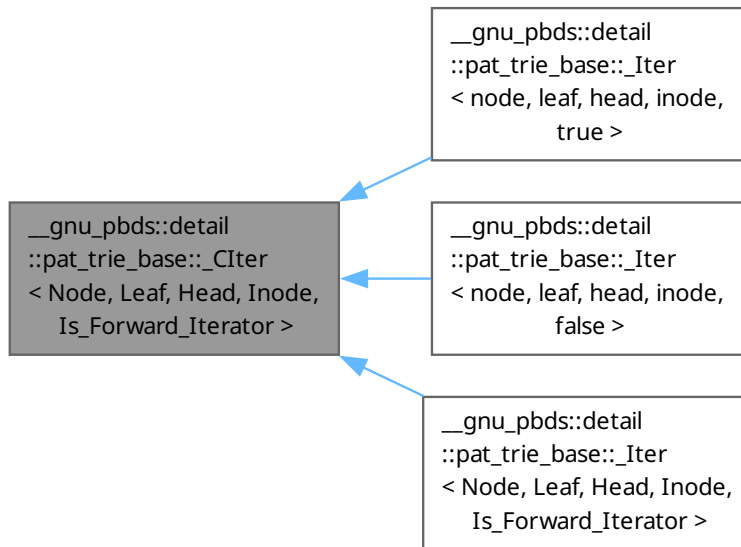 __gnu_pbds::detail
::pat_trie_base::_Iter
< node, leaf, head, inode,
true >
__gnu_pbds::detail
::pat_trie_base::_CIter
< Node, Leaf, Head, Inode,
Is_Forward_Iterator >
__gnu_pbds::detail
::pat_trie_base::_Iter
< node, leaf, head, inode,
false >
__gnu_pbds::detail
::pat_trie_base::_Iter
< Node, Leaf, Head, Inode,
Is_Forward_Iterator >